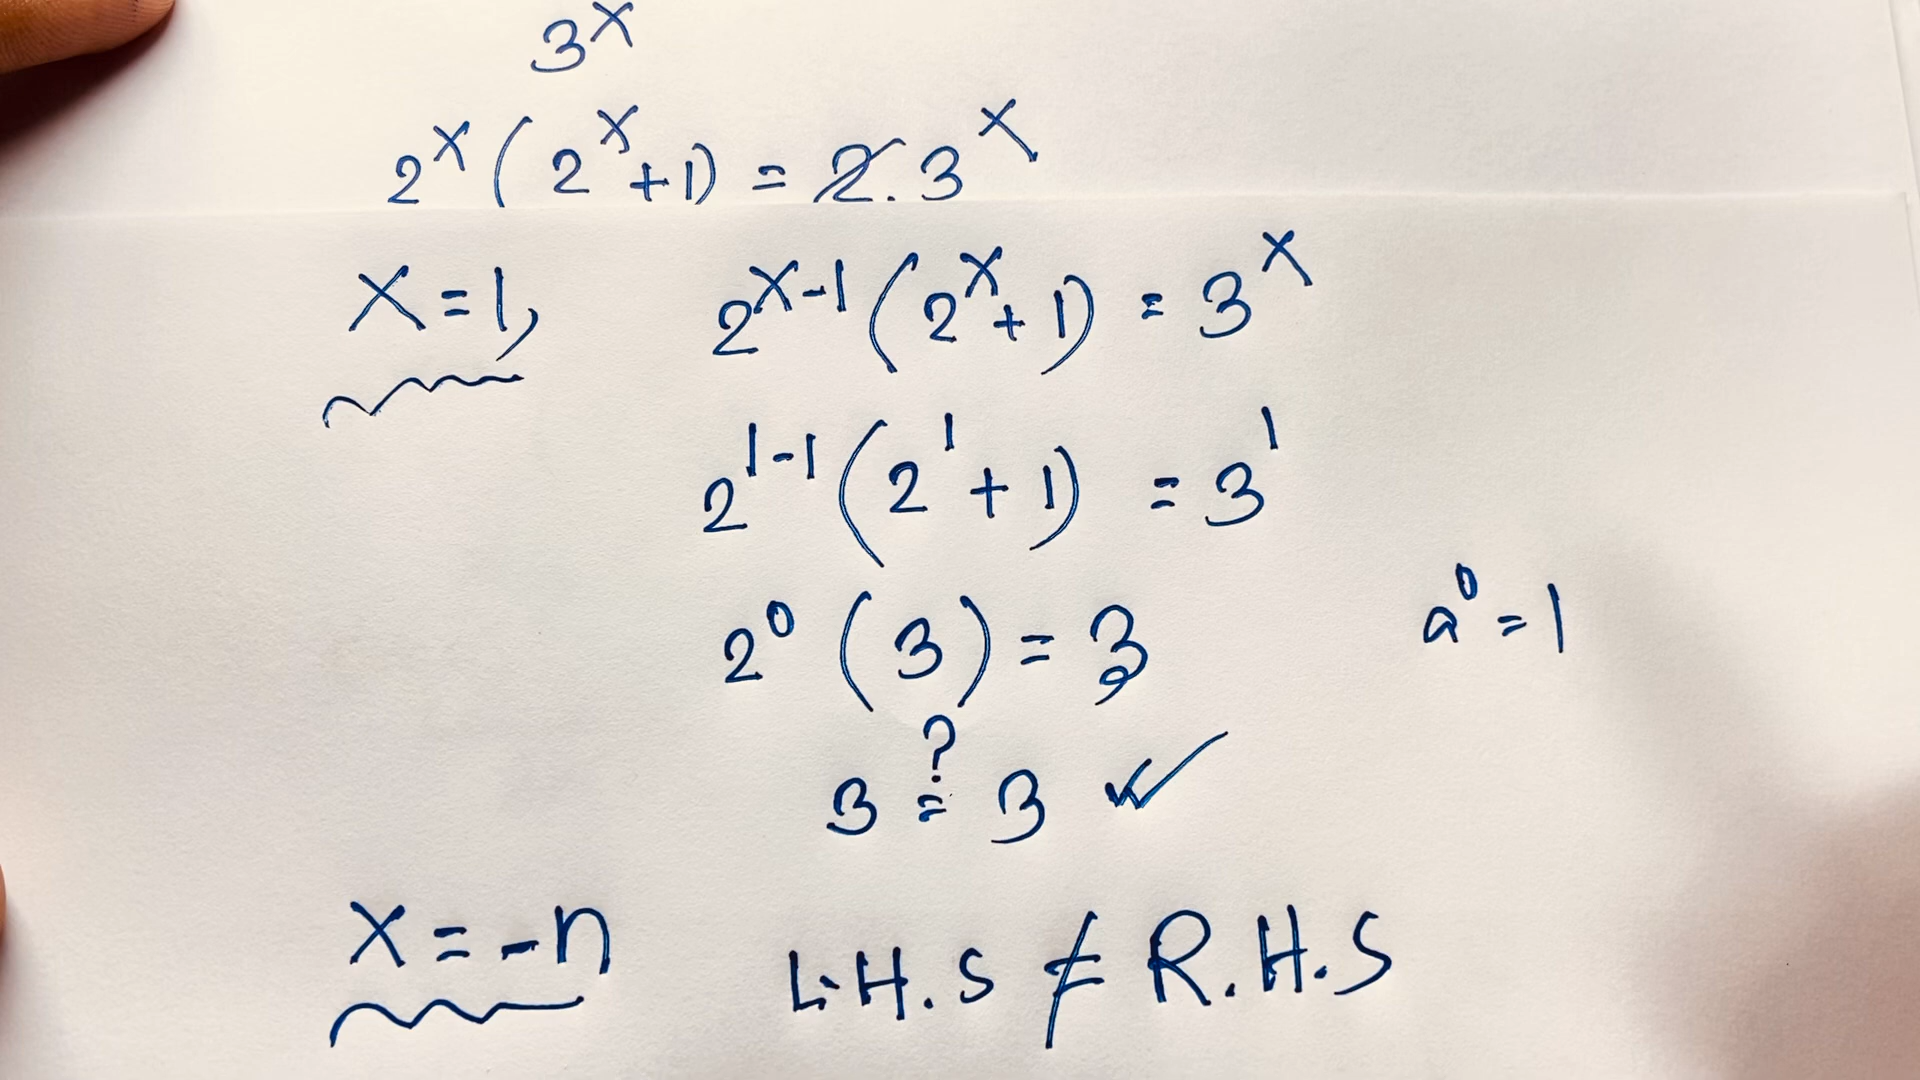 3^x
2^x (2^x + 1) = 2 . 3^x
x = 1, 2^(x-1) (2^x + 1) = 3^x
2^(1-1) (2^1 + 1) = 3^1
2^0 (3) = 3 a^0 = 1
3 ?= 3 ✓
x = -n L.H.S ≠ R.H.S